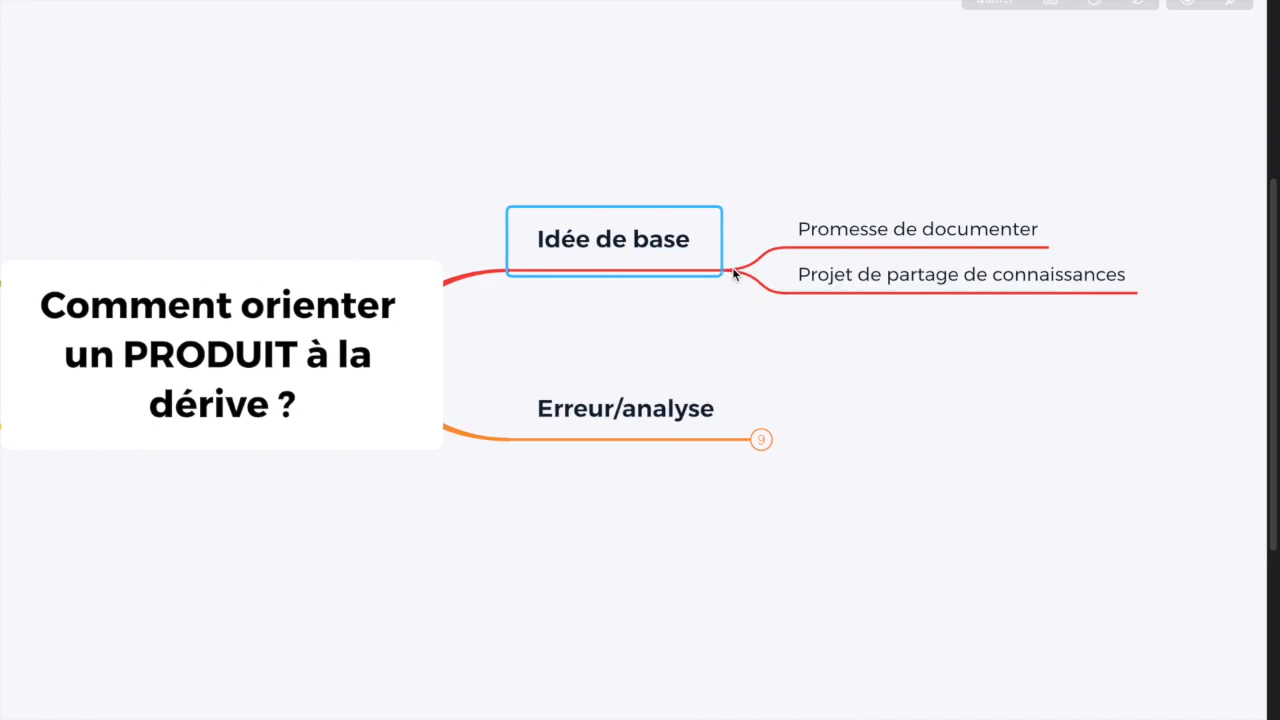 Comment orienter
un PRODUIT à la
dérive ?
Idée de base
Promesse de documenter
Projet de partage de connaissances
Erreur/analyse
9